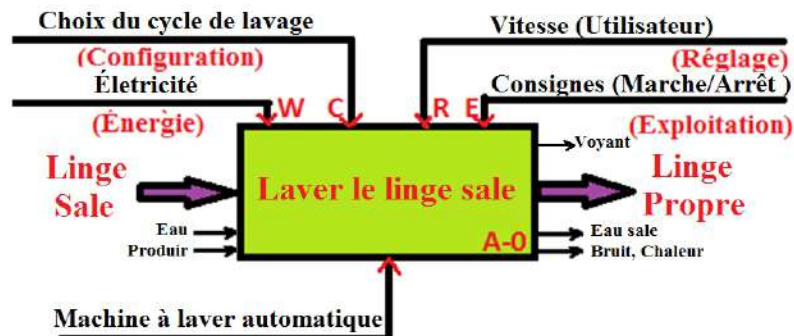 Choix du cycle de lavage
(Configuration)
Életricité
(Énergie)
Vitesse (Utilisateur)
(Réglage)
Consignes (Marche/Arrêt )
(Exploitation)
W C R E
Linge
Sale
Laver le linge sale
Voyant
Linge
Propre
Eau
Produir
A-0
Eau sale
Bruit, Chaleur
Machine à laver automatique